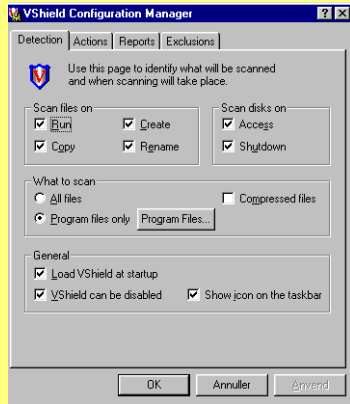 VShield Configuration Manager
Detection Actions Reports Exclusions
Use this page to identify what will be scanned
and when scanning will take place.
Scan files on
Run
Create
Copy
Rename
Scan disks on
Access
Shutdown
What to scan
All files
Compressed files
Program files only
Program Files...
General
Load VShield at startup
VShield can be disabled
Show icon on the taskbar
OK
Annuller
Anvend